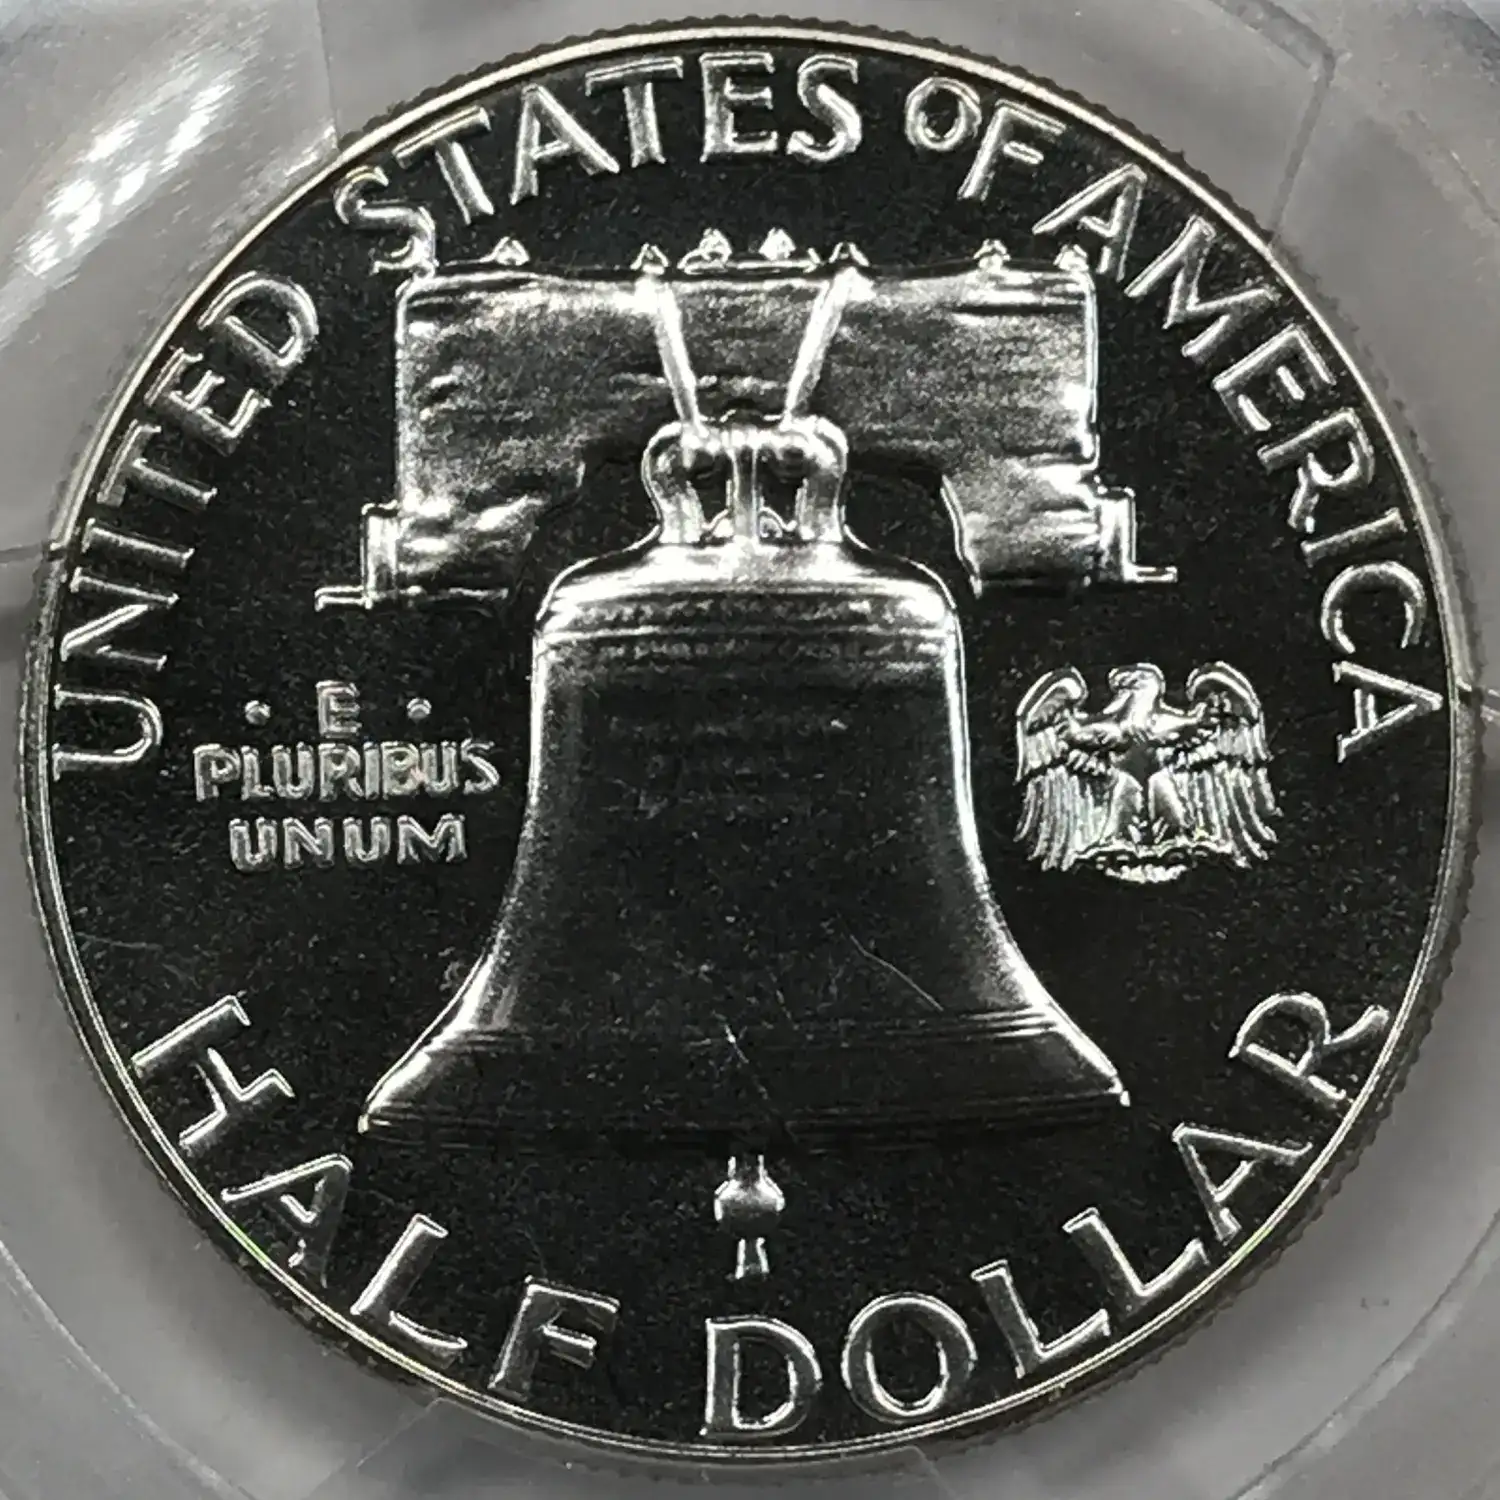 UNITED STATES OF AMERICA
· E ·
PLURIBUS
UNUM
HALF DOLLAR